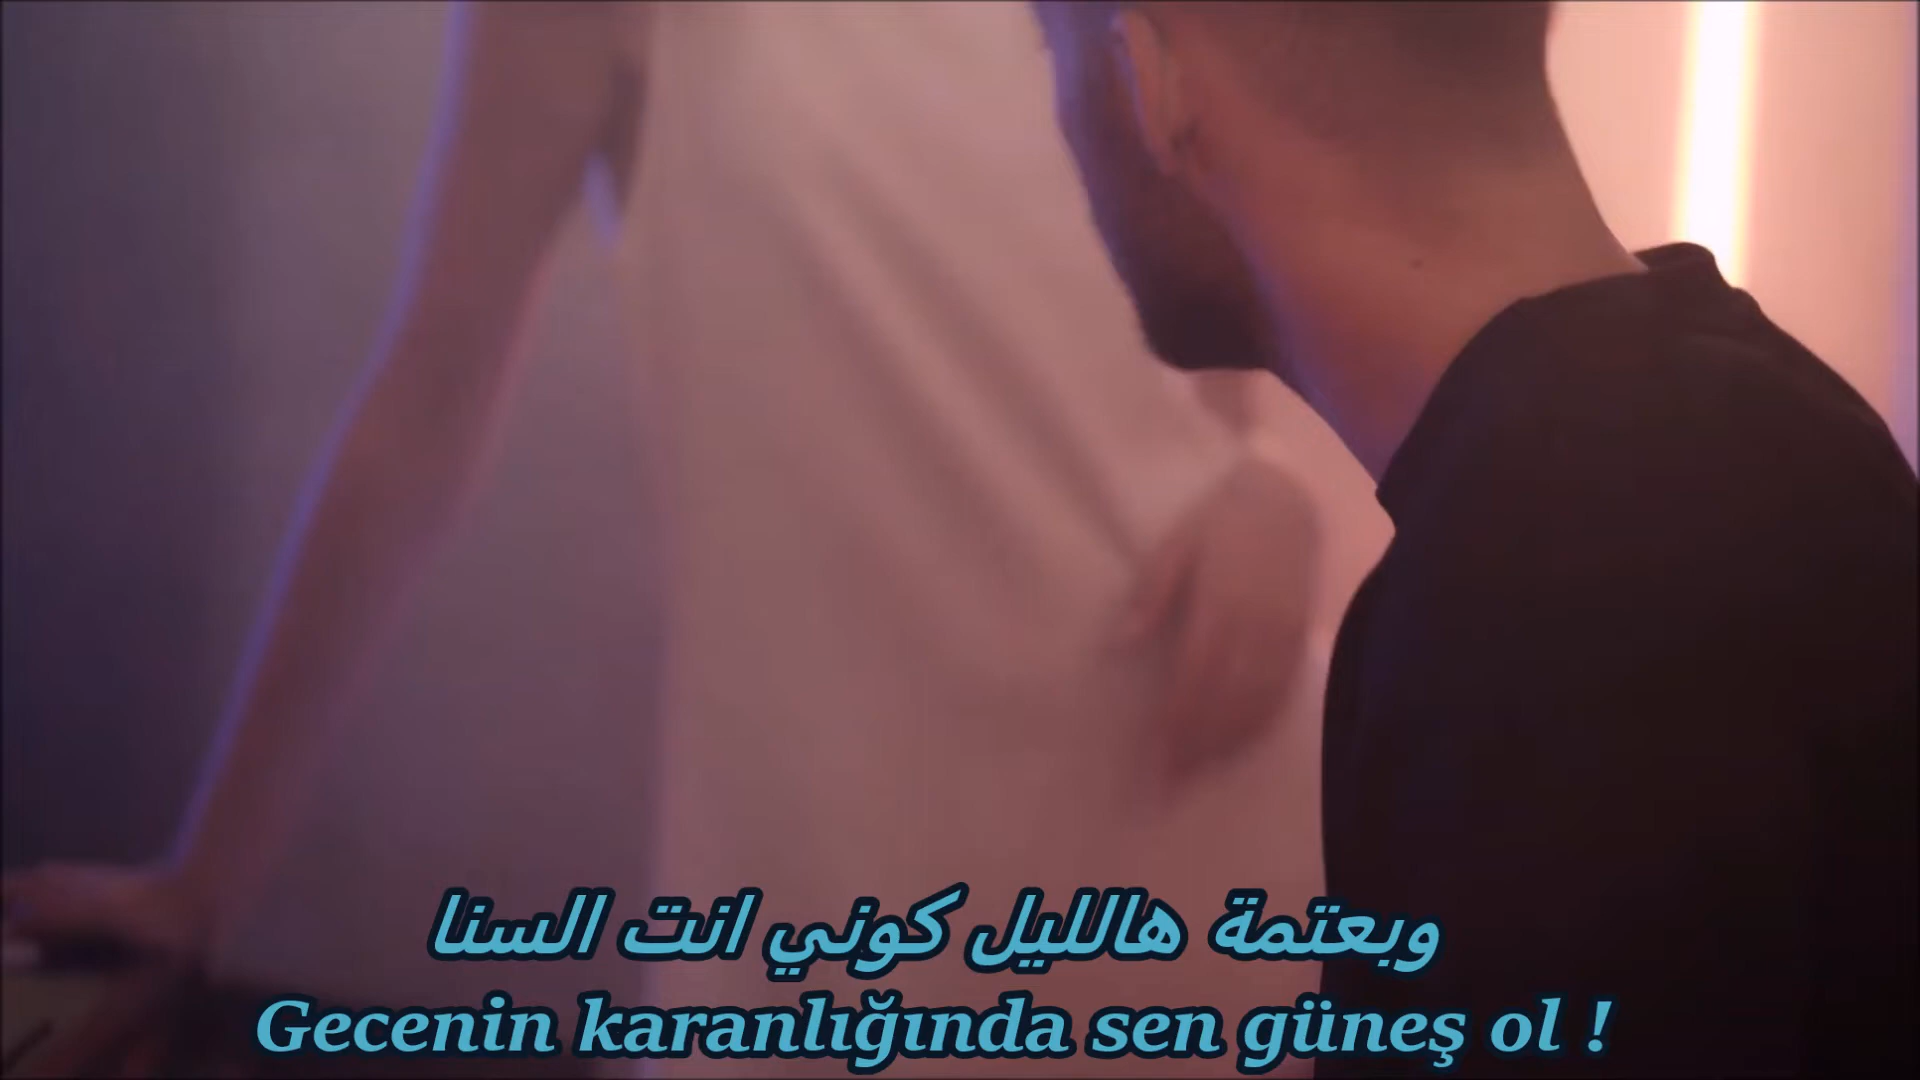 وبعتمة هالليل كوني انت السنا
Gecenin karanlığında sen güneş ol !